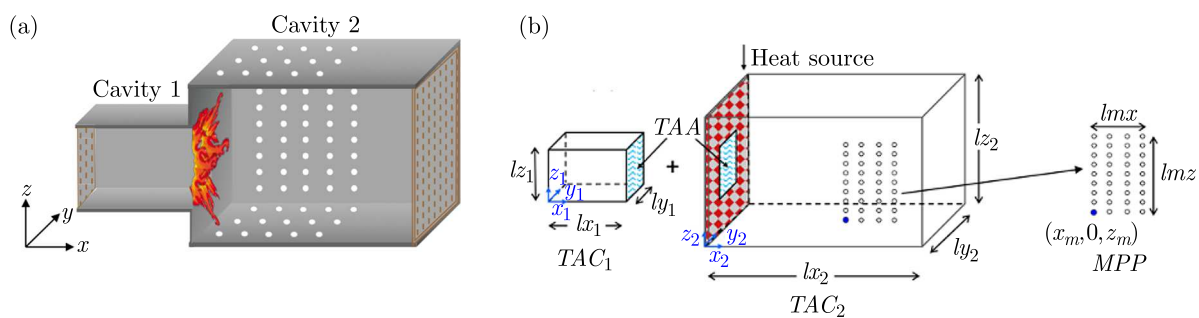 (a)
Cavity 2
Cavity 1
z
y
x
(b)
Heat source
TAA
lz₁
z₁
y₁
x₁
ly₁
lx₁
TAC₁
+
lz₂
z₂
y₂
x₂
ly₂
lx₂
TAC₂
lmx
lmz
(xₘ,0,zₘ)
MPP